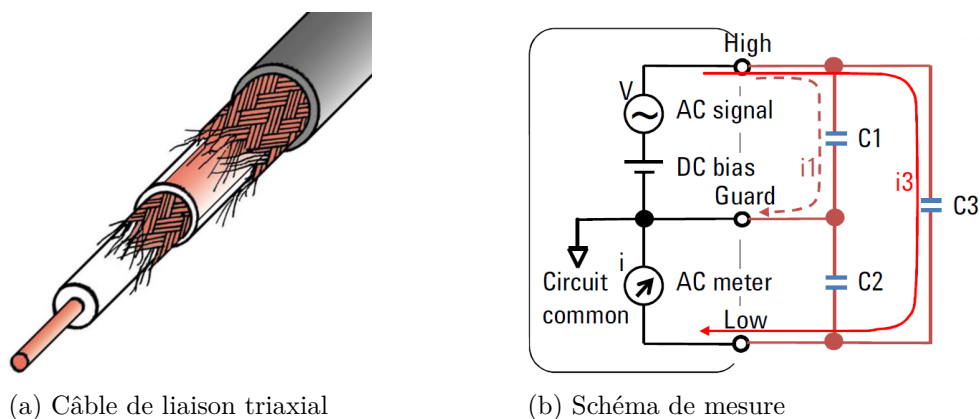 High
V
AC signal
C1
DC bias
i1
i3
C3
Guard
Circuit
common
i
AC meter
C2
Low
(a) Câble de liaison triaxial
(b) Schéma de mesure